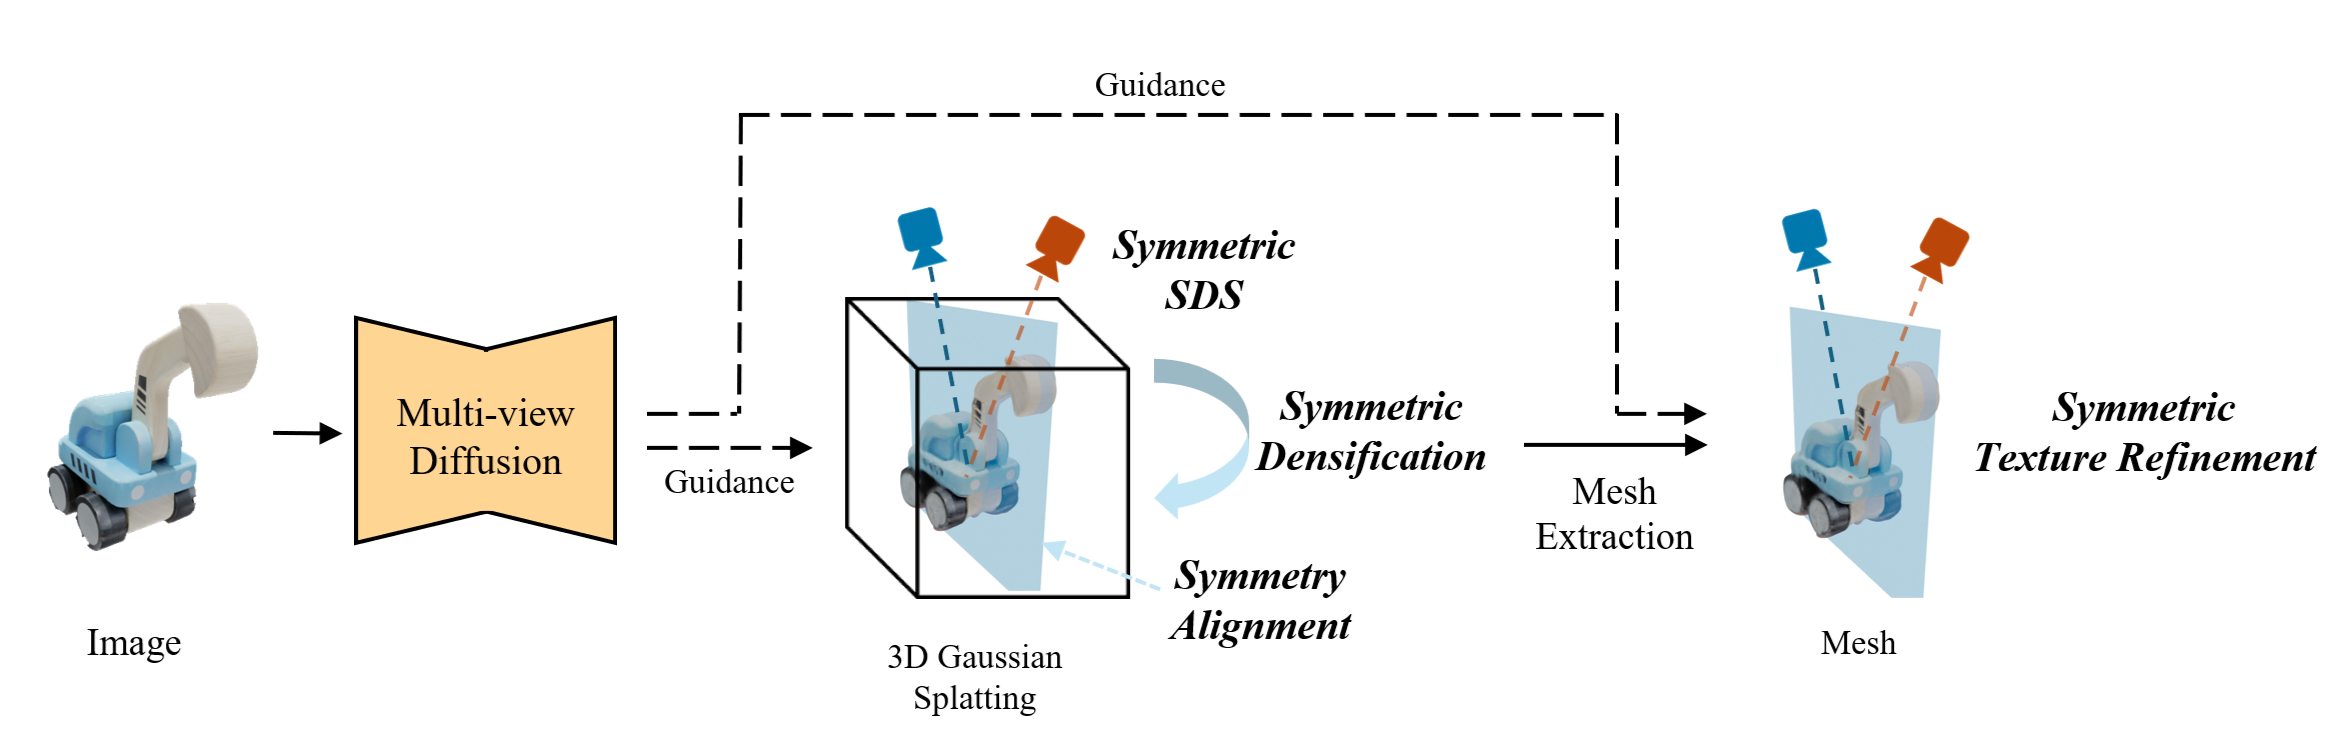 Guidance
Symmetric
SDS
Multi-view
Diffusion
Guidance
Symmetric
Densification
Symmetry
Alignment
Mesh
Extraction
Symmetric
Texture Refinement
Image
3D Gaussian
Splatting
Mesh